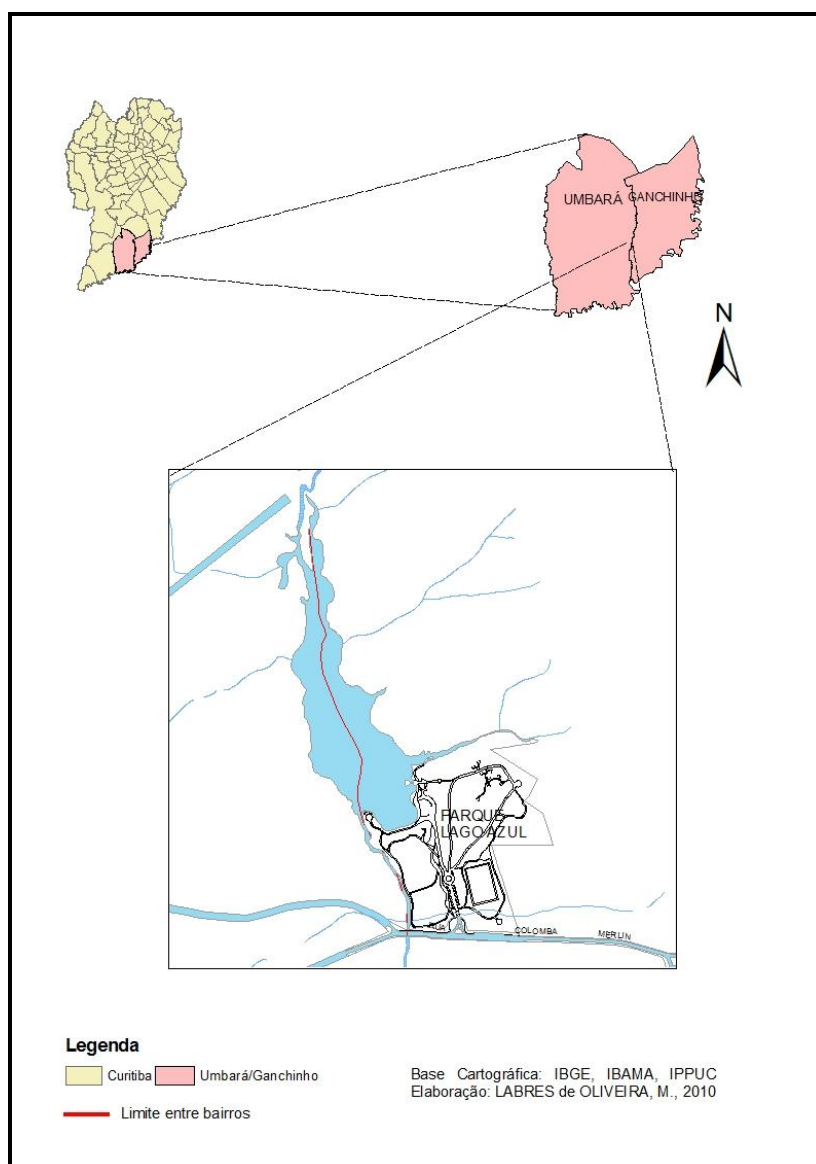 UMBARÁ
GANCHINHO
N
PARQUE
LAGO AZUL
RUA
COLOMBA
MERLIN
Legenda
Curitiba
Umbará/Ganchinho
Limite entre bairros
Base Cartográfica: IBGE, IBAMA, IPPUC
Elaboração: LABRES de OLIVEIRA, M., 2010